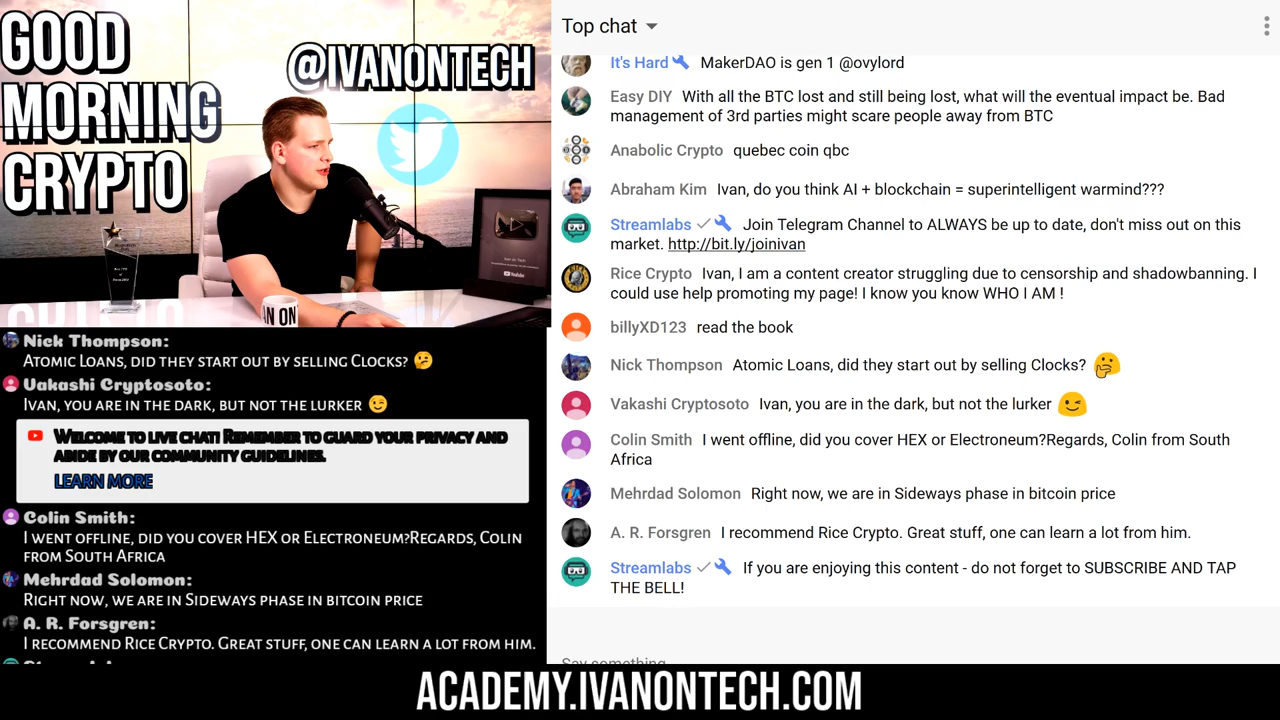 GOOD
MORNING
CRYPTO
@IVANONTECH
AN ON
YouTube
Nick Thompson:
Atomic Loans, did they start out by selling Clocks? 🤔
Vakashi Cryptosoto:
Ivan, you are in the dark, but not the lurker 😉
Welcome to live chat! Remember to guard your privacy and
abide by our community guidelines.
LEARN MORE
Colin Smith:
I went offline, did you cover HEX or Electroneum?Regards, Colin
from South Africa
Mehrdad Solomon:
Right now, we are in Sideways phase in bitcoin price
A. R. Forsgren:
I recommend Rice Crypto. Great stuff, one can learn a lot from him.
Top chat
It's Hard MakerDAO is gen 1 @ovylord
Easy DIY With all the BTC lost and still being lost, what will the eventual impact be. Bad
management of 3rd parties might scare people away from BTC
Anabolic Crypto quebec coin qbc
Abraham Kim Ivan, do you think AI + blockchain = superintelligent warmind???
Streamlabs Join Telegram Channel to ALWAYS be up to date, don't miss out on this
market. http://bit.ly/joinivan
Rice Crypto Ivan, I am a content creator struggling due to censorship and shadowbanning. I
could use help promoting my page! I know you know WHO I AM !
billyXD123 read the book
Nick Thompson Atomic Loans, did they start out by selling Clocks? 🤔
Vakashi Cryptosoto Ivan, you are in the dark, but not the lurker 😉
Colin Smith I went offline, did you cover HEX or Electroneum?Regards, Colin from South
Africa
Mehrdad Solomon Right now, we are in Sideways phase in bitcoin price
A. R. Forsgren I recommend Rice Crypto. Great stuff, one can learn a lot from him.
Streamlabs If you are enjoying this content - do not forget to SUBSCRIBE AND TAP
THE BELL!
Say something
ACADEMY.IVANONTECH.COM